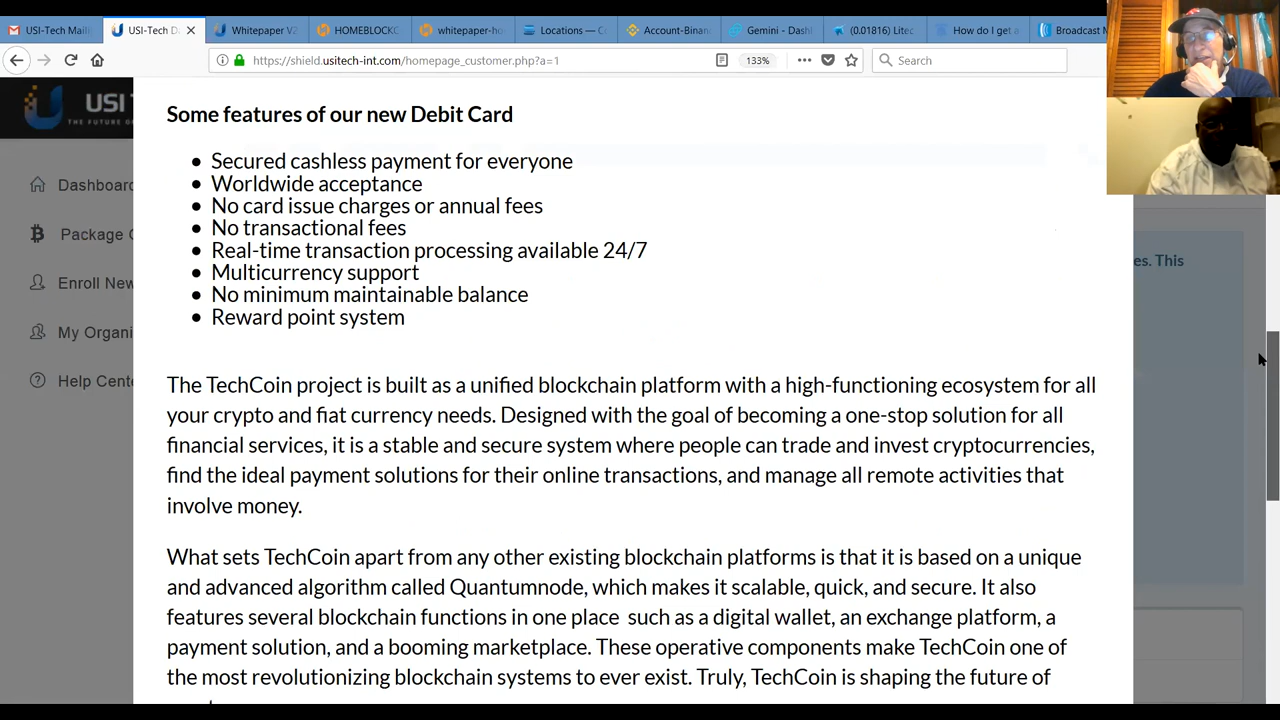 USI-Tech Maili
USI-Tech D
Whitepaper V2
HOMEBLOCKC
whitepaper-ho
Locations — C
Account-Binan
Gemini - Dashl
(0.01816) Litec
How do I get a
Broadcast M
https://shield.usitech-int.com/homepage_customer.php?a=1
133%
Search
USI
Some features of our new Debit Card
• Secured cashless payment for everyone
• Worldwide acceptance
• No card issue charges or annual fees
• No transactional fees
• Real-time transaction processing available 24/7
• Multicurrency support
• No minimum maintainable balance
• Reward point system
Dashboard
Package
Enroll New
My Organi
Help Cente
es. This
The TechCoin project is built as a unified blockchain platform with a high-functioning ecosystem for all
your crypto and fiat currency needs. Designed with the goal of becoming a one-stop solution for all
financial services, it is a stable and secure system where people can trade and invest cryptocurrencies,
find the ideal payment solutions for their online transactions, and manage all remote activities that
involve money.
What sets TechCoin apart from any other existing blockchain platforms is that it is based on a unique
and advanced algorithm called Quantumnode, which makes it scalable, quick, and secure. It also
features several blockchain functions in one place such as a digital wallet, an exchange platform, a
payment solution, and a booming marketplace. These operative components make TechCoin one of
the most revolutionizing blockchain systems to ever exist. Truly, TechCoin is shaping the future of